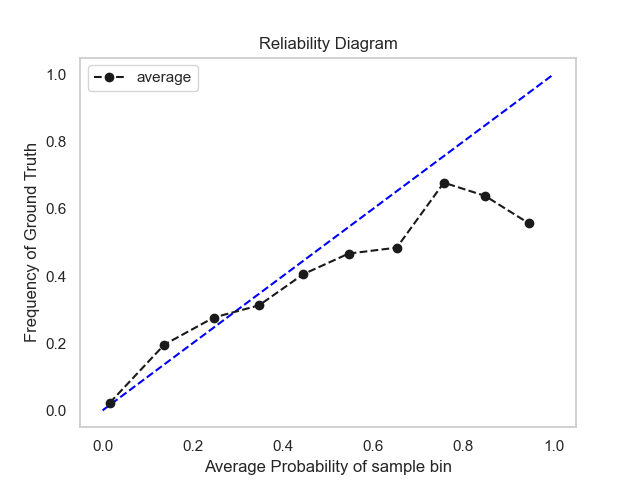 Reliability Diagram
average
Frequency of Ground Truth
1.0
0.8
0.6
0.4
0.2
0.0
0.0 0.2 0.4 0.6 0.8 1.0
Average Probability of sample bin